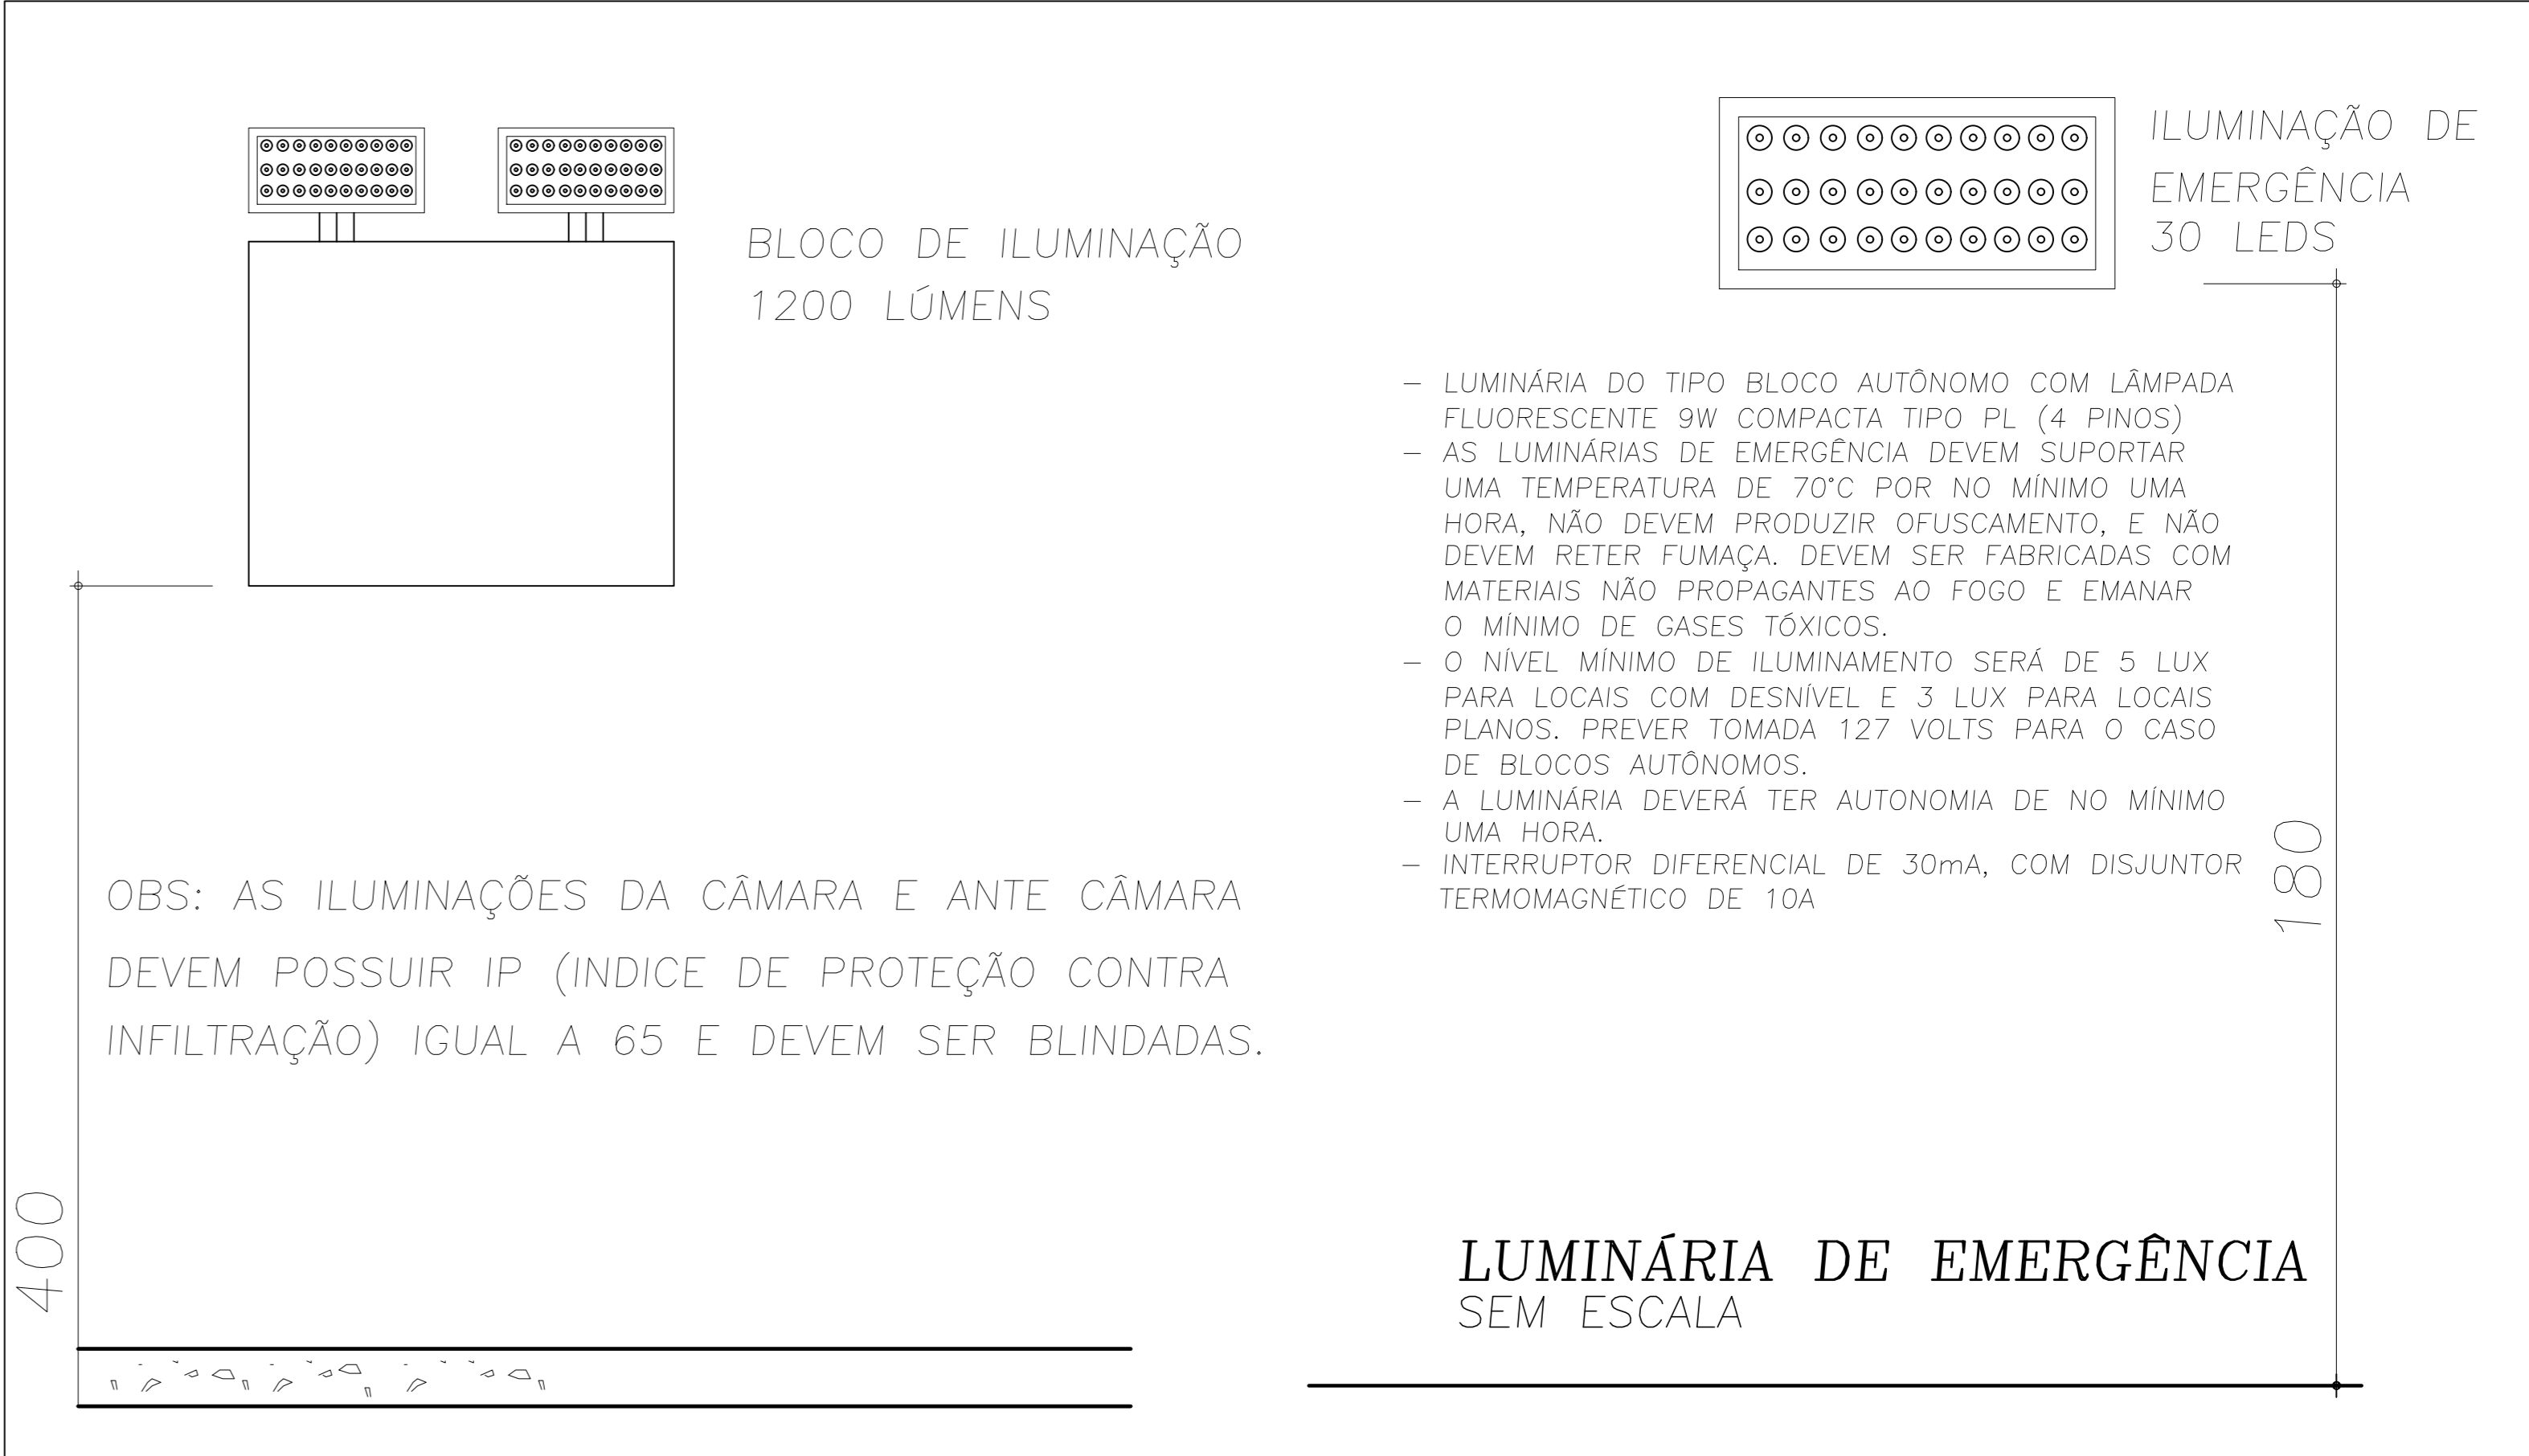 BLOCO DE ILUMINAÇÃO
1200 LÚMENS
OBS: AS ILUMINAÇÕES DA CÂMARA E ANTE CÂMARA
DEVEM POSSUIR IP (INDICE DE PROTEÇÃO CONTRA
INFILTRAÇÃO) IGUAL A 65 E DEVEM SER BLINDADAS.
400
ILUMINAÇÃO DE
EMERGÊNCIA
30 LEDS
– LUMINÁRIA DO TIPO BLOCO AUTÔNOMO COM LÂMPADA
FLUORESCENTE 9W COMPACTA TIPO PL (4 PINOS)
– AS LUMINÁRIAS DE EMERGÊNCIA DEVEM SUPORTAR
UMA TEMPERATURA DE 70°C POR NO MÍNIMO UMA
HORA, NÃO DEVEM PRODUZIR OFUSCAMENTO, E NÃO
DEVEM RETER FUMAÇA. DEVEM SER FABRICADAS COM
MATERIAIS NÃO PROPAGANTES AO FOGO E EMANAR
O MÍNIMO DE GASES TÓXICOS.
– O NÍVEL MÍNIMO DE ILUMINAMENTO SERÁ DE 5 LUX
PARA LOCAIS COM DESNÍVEL E 3 LUX PARA LOCAIS
PLANOS. PREVER TOMADA 127 VOLTS PARA O CASO
DE BLOCOS AUTÔNOMOS.
– A LUMINÁRIA DEVERÁ TER AUTONOMIA DE NO MÍNIMO
UMA HORA.
– INTERRUPTOR DIFERENCIAL DE 30mA, COM DISJUNTOR
TERMOMAGNÉTICO DE 10A
180
LUMINÁRIA DE EMERGÊNCIA
SEM ESCALA